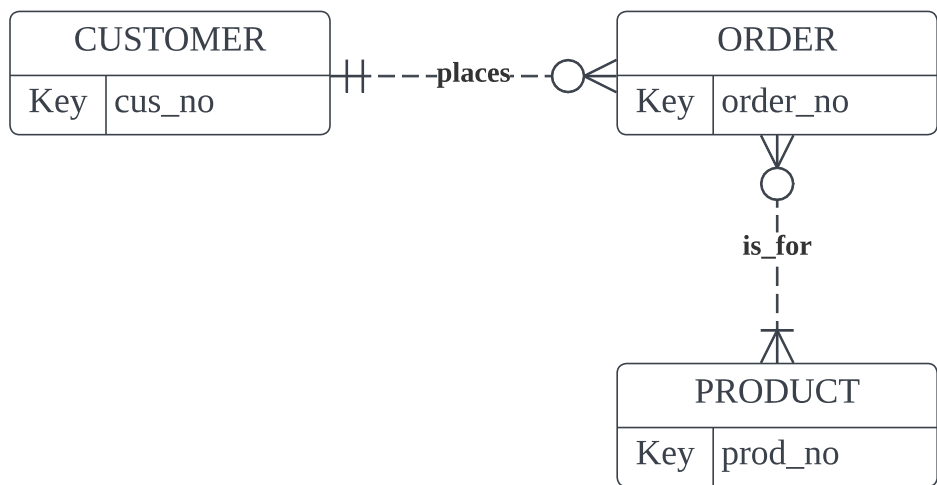 CUSTOMER
Key cus_no
places
ORDER
Key order_no
is_for
PRODUCT
Key prod_no